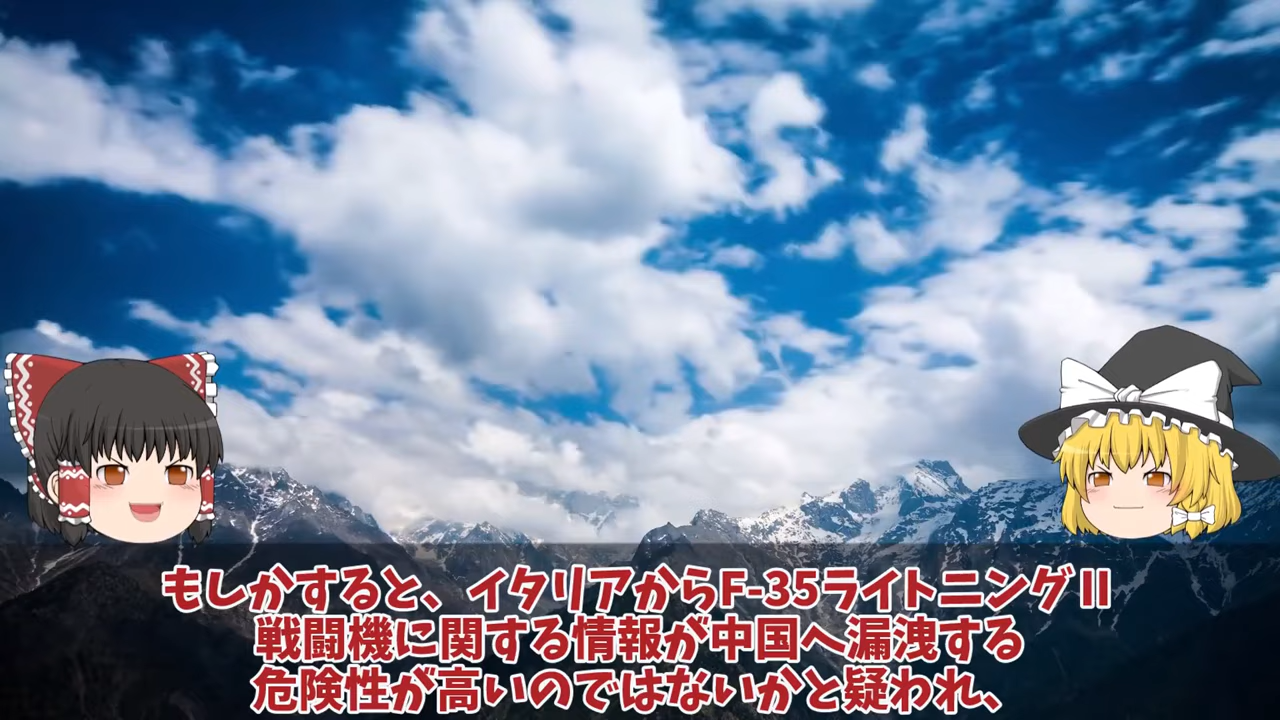 もしかすると、イタリアからF-35ライトニングⅡ
戦闘機に関する情報が中国へ漏洩する
危険性が高いのではないかと疑われ、